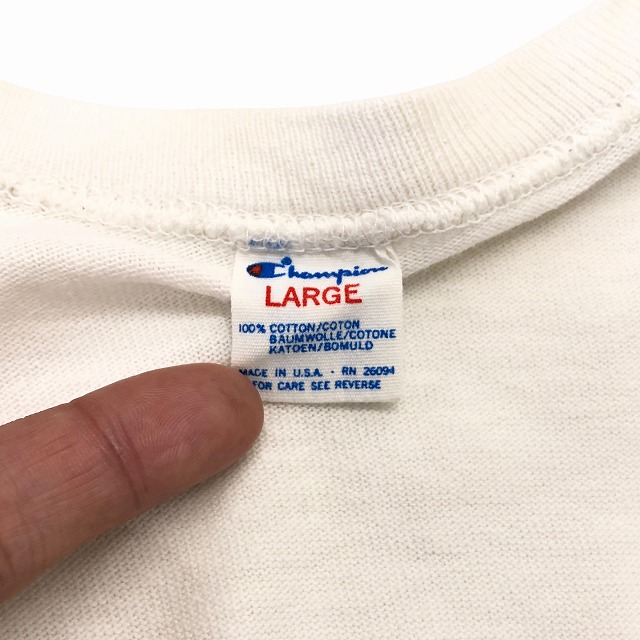 Champion
LARGE
100% COTTON/COTON
BAUMWOLLE/COTONE
KATOEN/BOMULD
MADE IN U.S.A. · RN 26094
FOR CARE SEE REVERSE